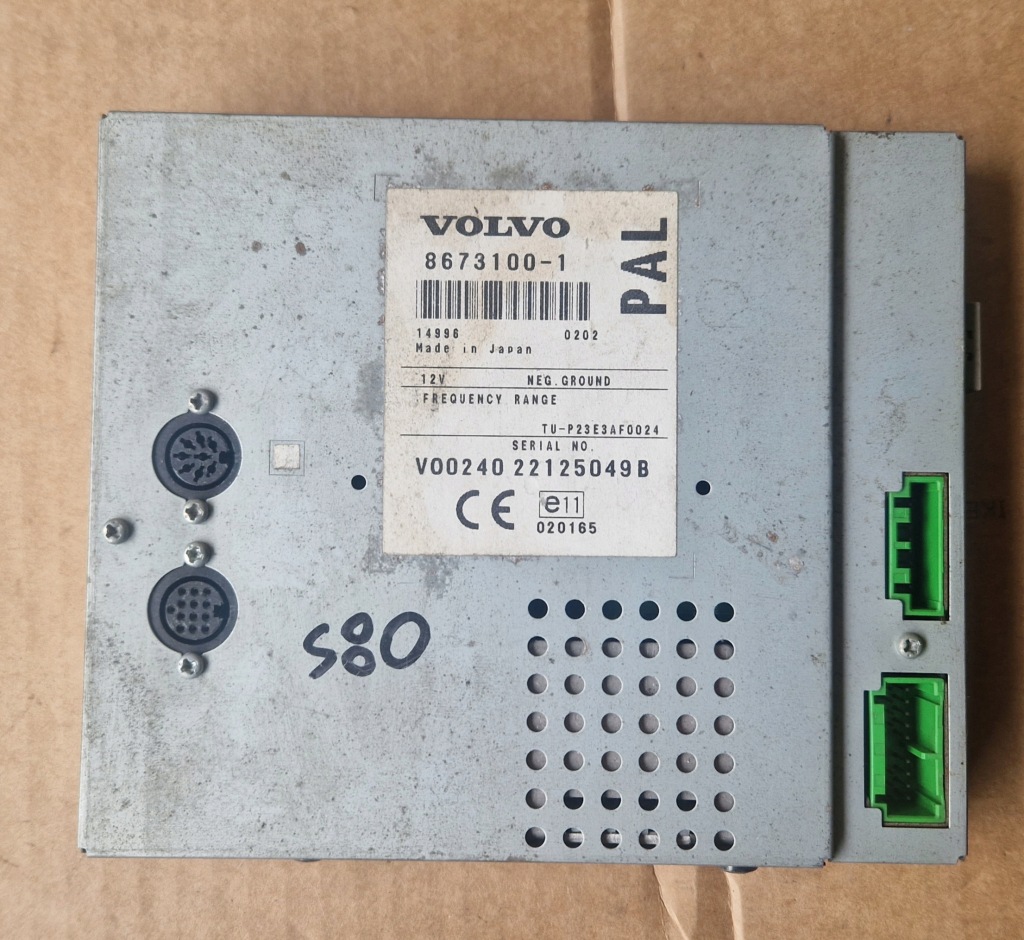 VOLVO
8673100-1
PAL
14996 0202
Made in Japan
12V NEG.GROUND
FREQUENCY RANGE
TU-P23E3AF0024
SERIAL NO.
V00240 22125049B
CE e11
020165
S80